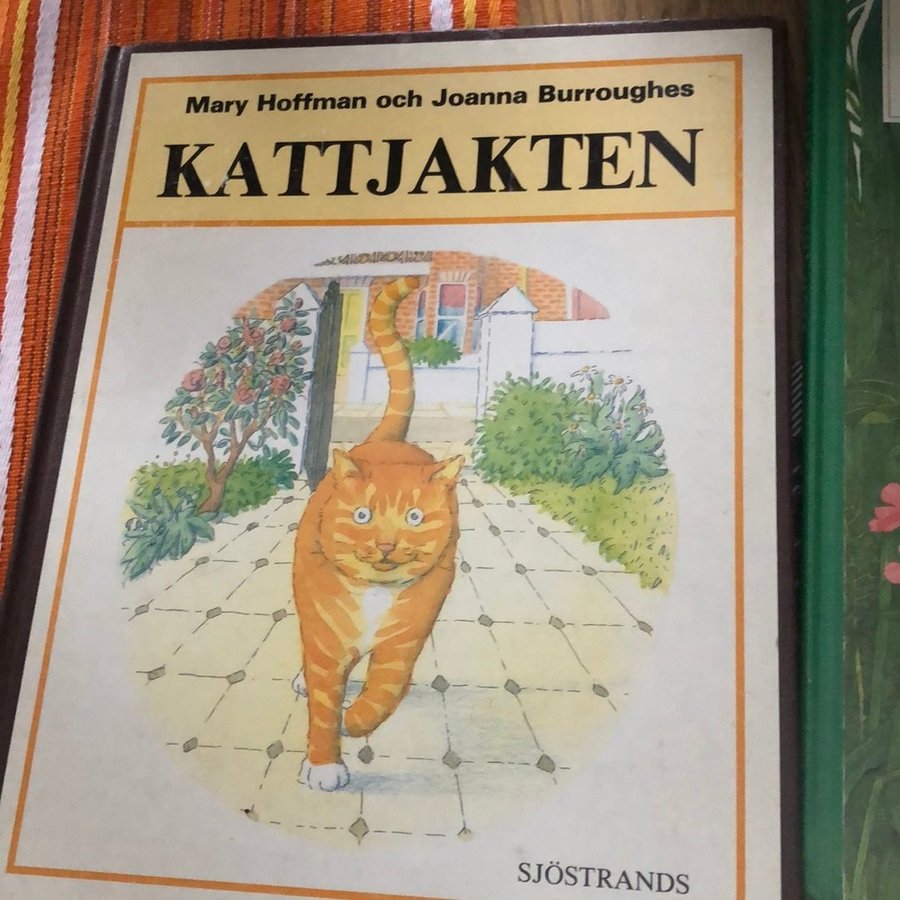 Mary Hoffman och Joanna Burroughes
KATTJAKTEN
SJÖSTRANDS